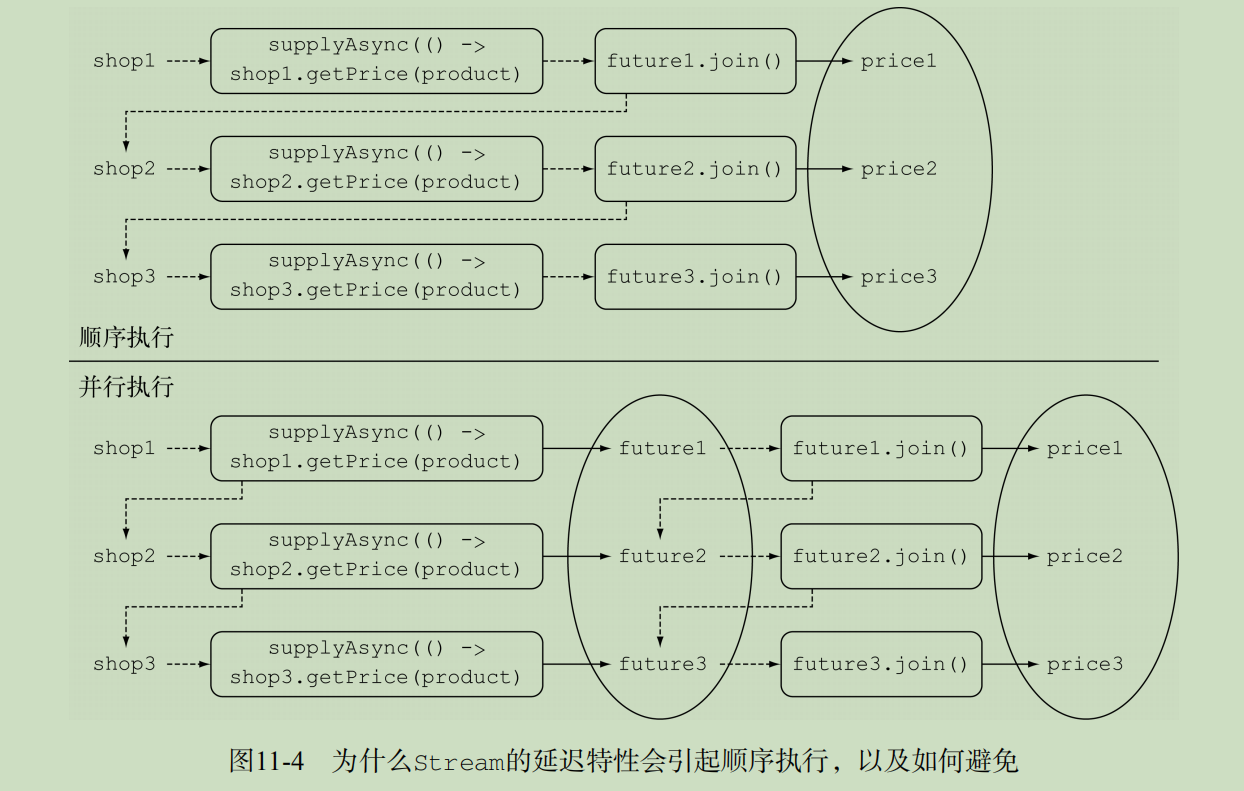 shop1
supplyAsync(() ->
shop1.getPrice(product)
future1.join()
price1
shop2
supplyAsync(() ->
shop2.getPrice(product)
future2.join()
price2
shop3
supplyAsync(() ->
shop3.getPrice(product)
future3.join()
price3
顺序执行
并行执行
shop1
supplyAsync(() ->
shop1.getPrice(product)
future1
future1.join()
price1
shop2
supplyAsync(() ->
shop2.getPrice(product)
future2
future2.join()
price2
shop3
supplyAsync(() ->
shop3.getPrice(product)
future3
future3.join()
price3
图11-4 为什么Stream的延迟特性会引起顺序执行，以及如何避免